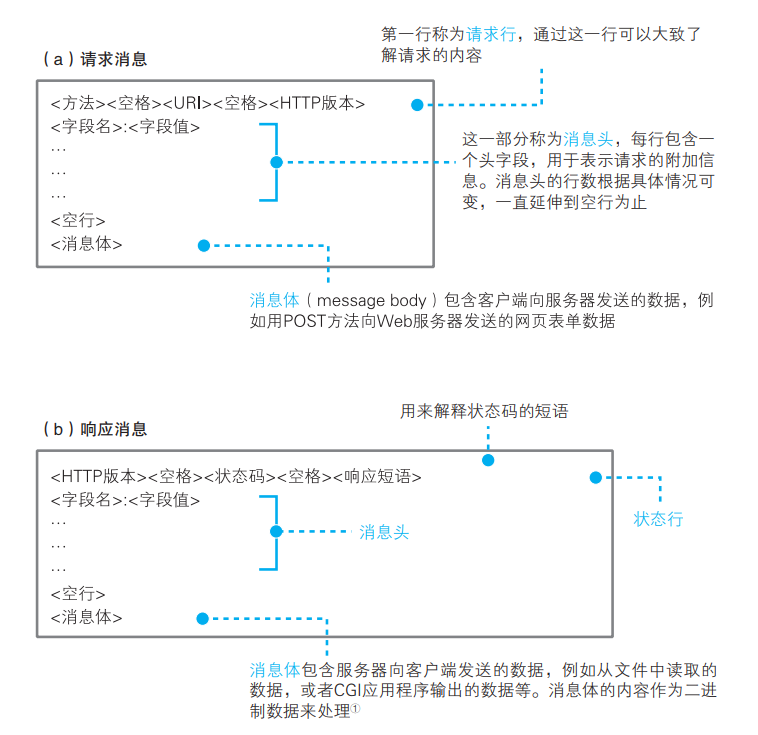 第一行称为请求行，通过这一行可以大致了
解请求的内容
（a）请求消息
<方法><空格><URI><空格><HTTP版本>
<字段名>:<字段值>
…
…
…
<空行>
<消息体>
这一部分称为消息头，每行包含一
个头字段，用于表示请求的附加信
息。消息头的行数根据具体情况可
变，一直延伸到空行为止
消息体（message body）包含客户端向服务器发送的数据，例
如用POST方法向Web服务器发送的网页表单数据
用来解释状态码的短语
（b）响应消息
<HTTP版本><空格><状态码><空格><响应短语>
<字段名>:<字段值>
…
…
…
<空行>
<消息体>
消息头
状态行
消息体包含服务器向客户端发送的数据，例如从文件中读取的
数据，或者CGI应用程序输出的数据等。消息体的内容作为二进
制数据来处理①